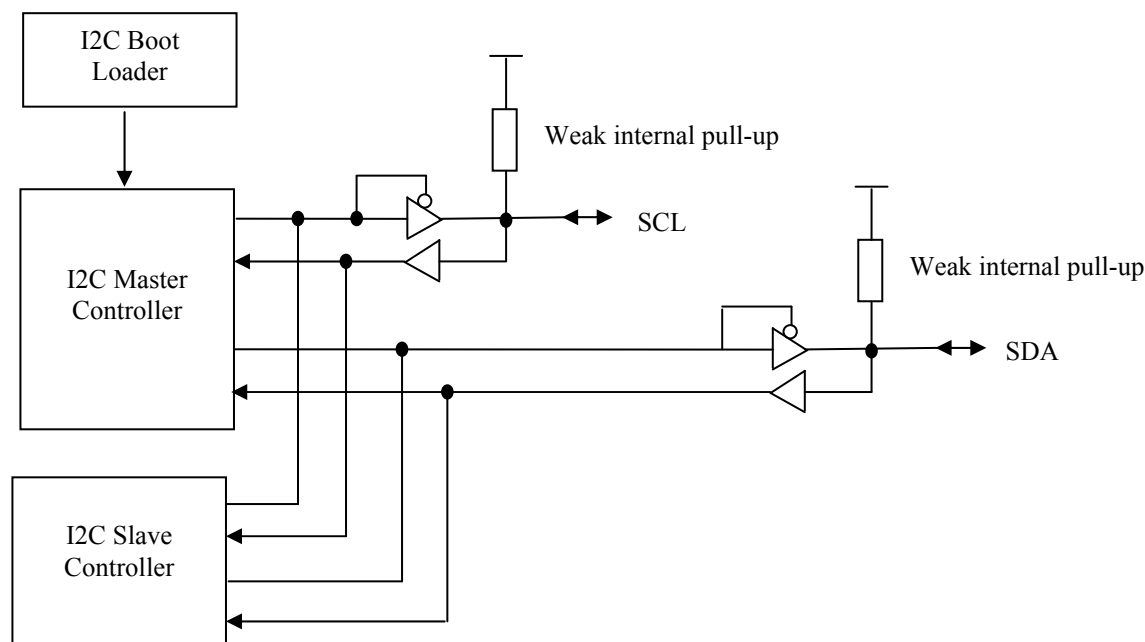 I2C Boot
Loader
Weak internal pull-up
SCL
I2C Master
Controller
Weak internal pull-up
SDA
I2C Slave
Controller